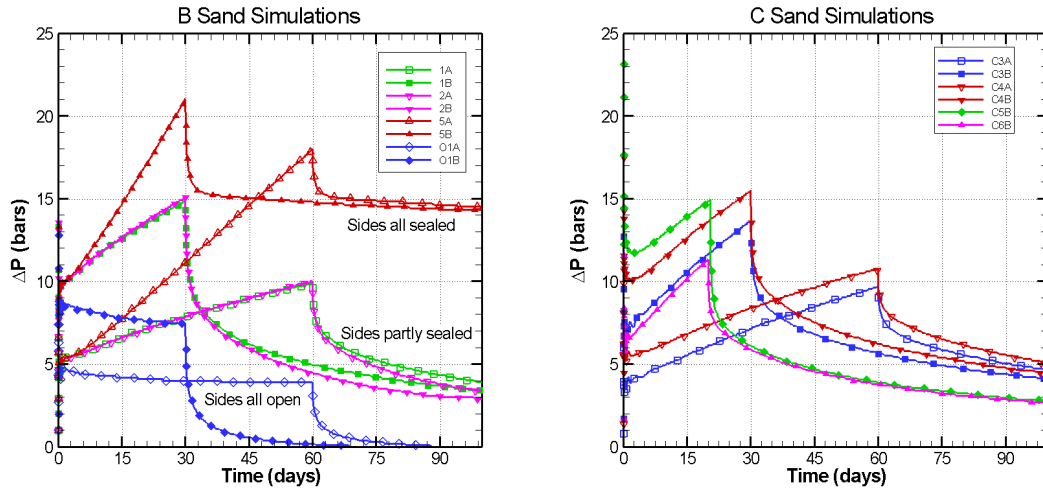 B Sand Simulations
25
20
15
10
5
0
ΔP (bars)
0 15 30 45 60 75 90
Time (days)
1A
1B
2A
2B
5A
5B
O1A
O1B
Sides all sealed
Sides partly sealed
Sides all open
C Sand Simulations
25
20
15
10
5
0
ΔP (bars)
0 15 30 45 60 75 90
Time (days)
C3A
C3B
C4A
C4B
C5B
C6B